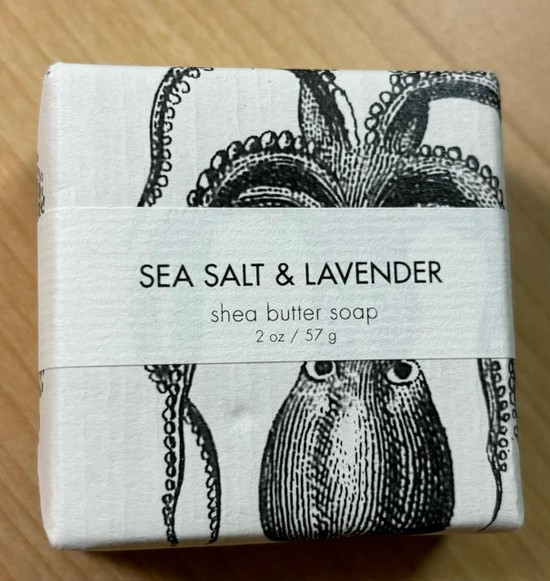 SEA SALT & LAVENDER
shea butter soap
2 oz / 57 g